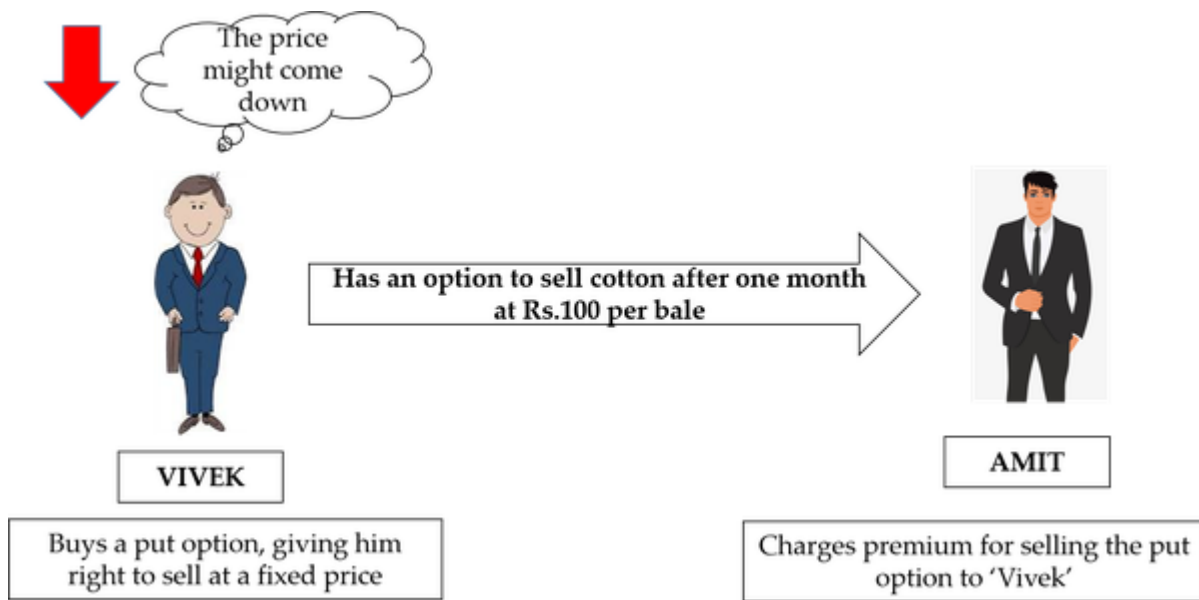 The price
might come
down
Has an option to sell cotton after one month
at Rs.100 per bale
VIVEK
AMIT
Buys a put option, giving him
right to sell at a fixed price
Charges premium for selling the put
option to ‘Vivek’